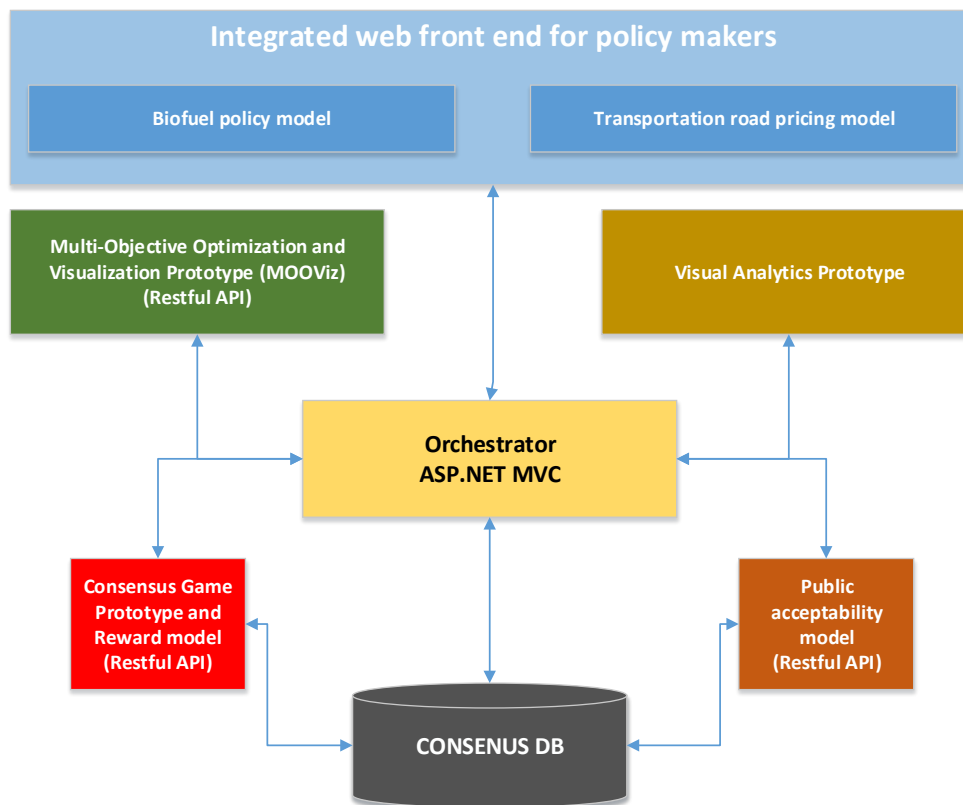 Integrated web front end for policy makers
Biofuel policy model
Transportation road pricing model
Multi-Objective Optimization and
Visualization Prototype (MOOViz)
(Restful API)
Visual Analytics Prototype
Orchestrator
ASP.NET MVC
Consensus Game
Prototype and
Reward model
(Restful API)
Public
acceptability
model
(Restful API)
CONSENUS DB